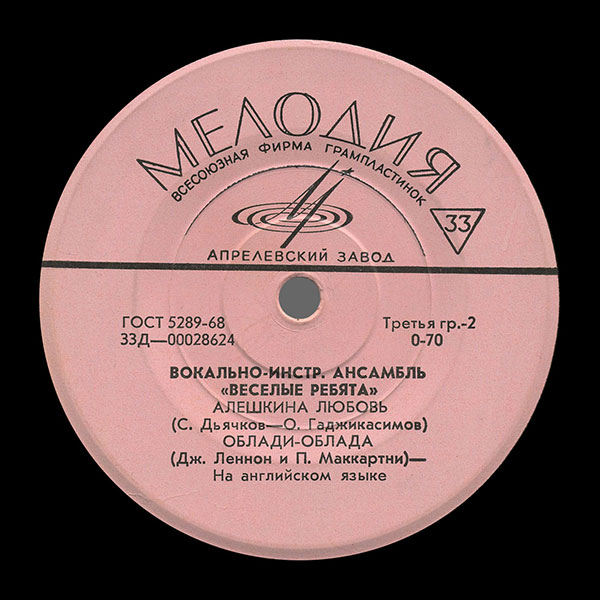 МЕЛОДИЯ
ВСЕСОЮЗНАЯ ФИРМА ГРАМПЛАСТИНОК
33
АПРЕЛЕВСКИЙ ЗАВОД
ГОСТ 5289-68
Третья гр.-2
33Д—00028624
0-70
ВОКАЛЬНО-ИНСТР. АНСАМБЛЬ
«ВЕСЕЛЫЕ РЕБЯТА»
АЛЕШКИНА ЛЮБОВЬ
(С. Дьячков—О. Гаджикасимов)
ОБЛАДИ-ОБЛАДА
(Дж. Леннон и П. Маккартни)—
На английском языке